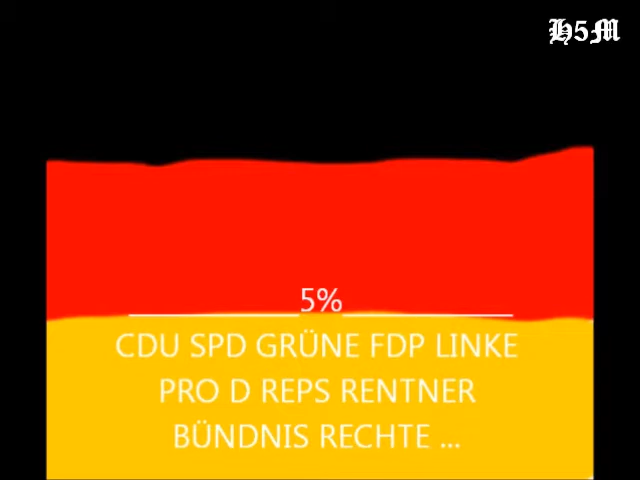 H5M
5%
CDU SPD GRÜNE FDP LINKE
PRO D REPS RENTNER
BÜNDNIS RECHTE ...